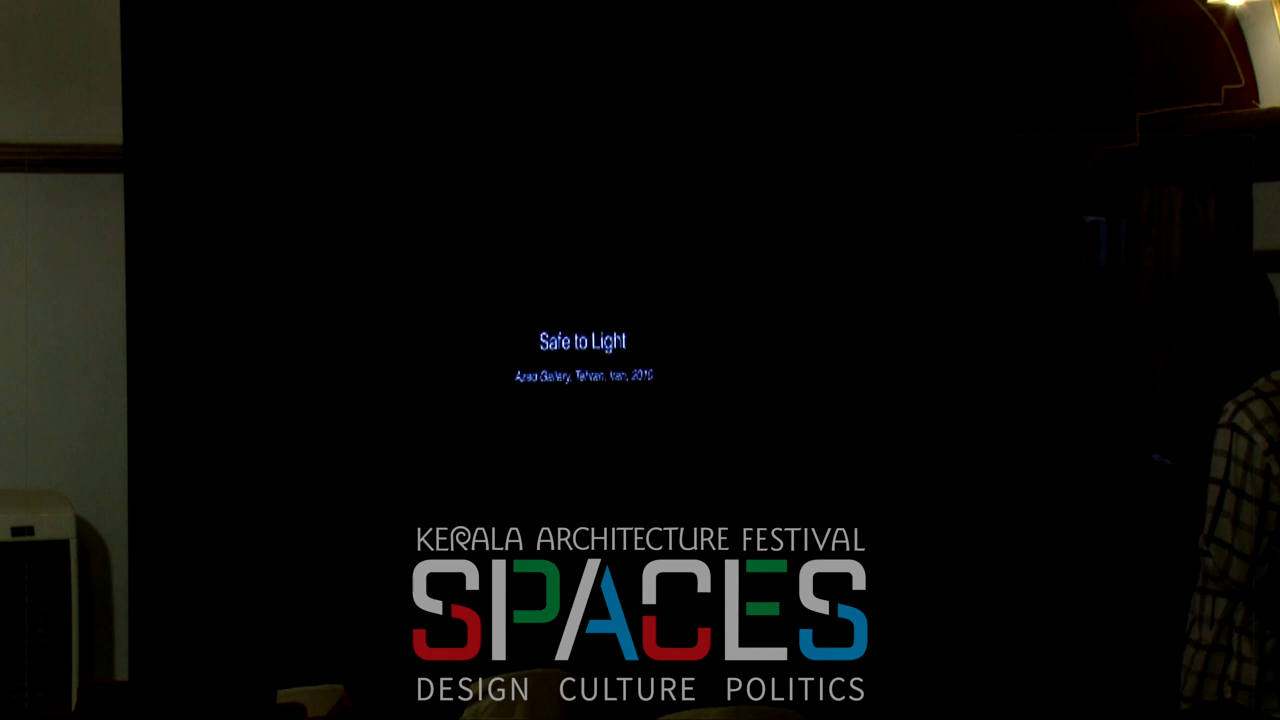 Safe to Light
Azad Gallery, Tehran, Iran, 2010
KERALA ARCHITECTURE FESTIVAL
SPACES
DESIGN CULTURE POLITICS